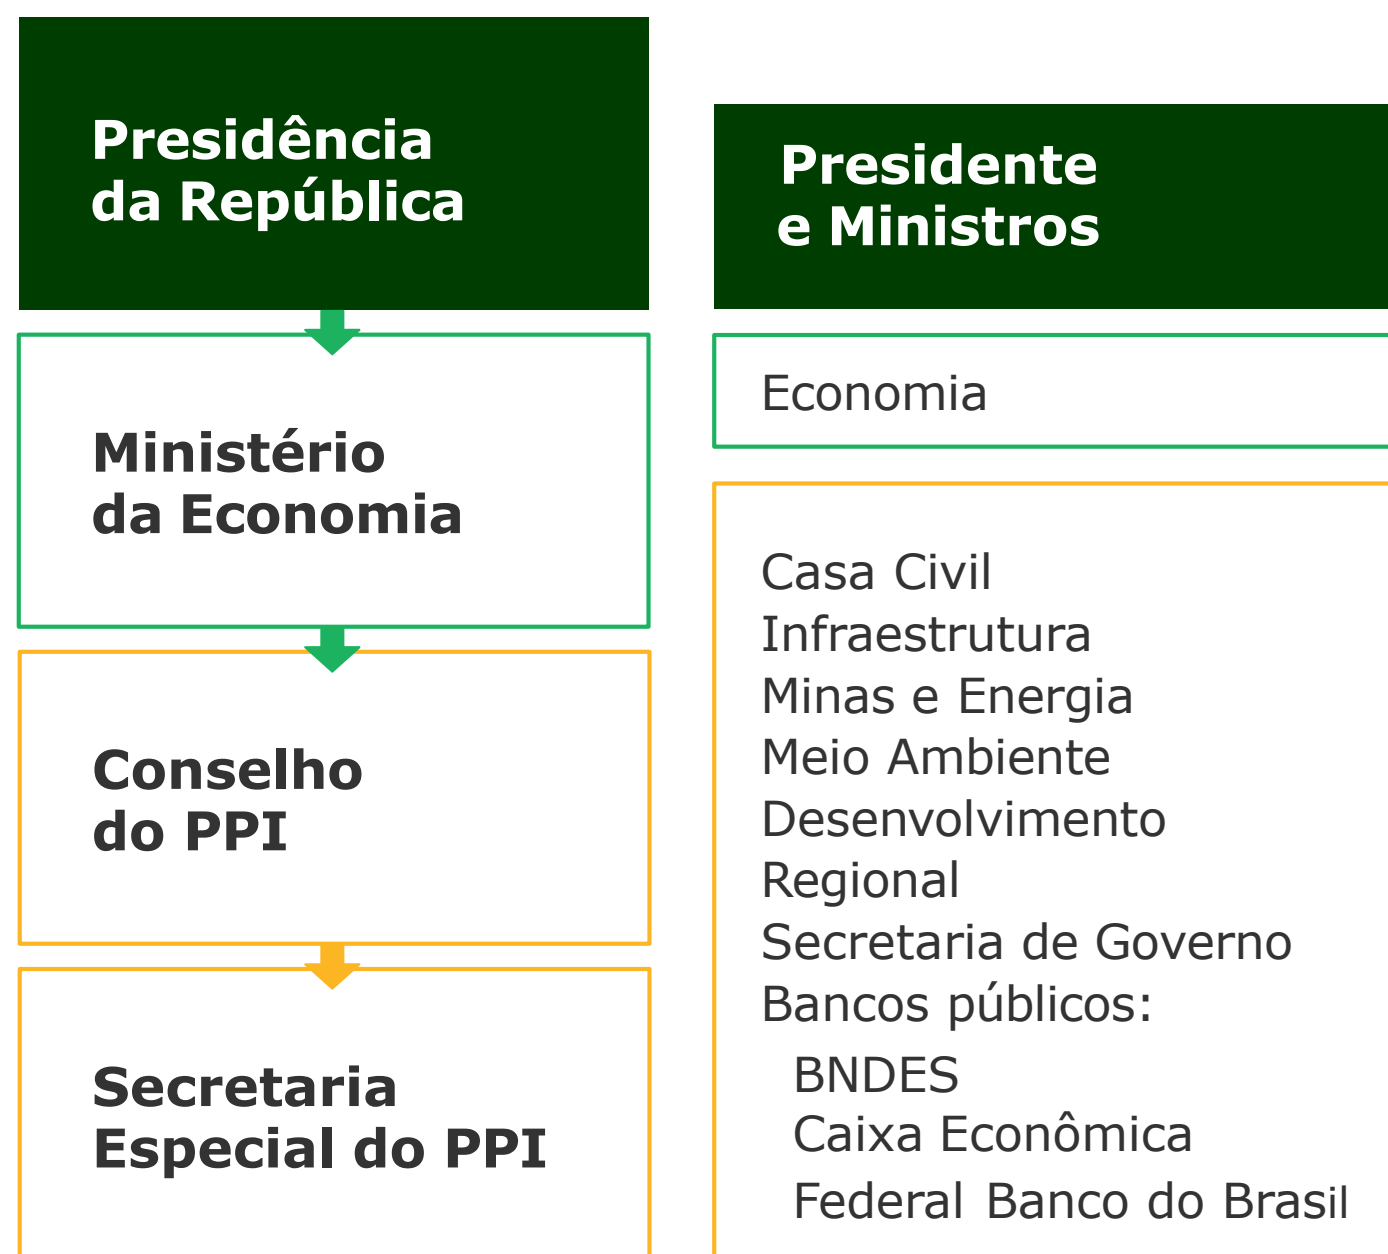 Presidência
da República
Ministério
da Economia
Conselho
do PPI
Secretaria
Especial do PPI
Presidente
e Ministros
Economia
Casa Civil
Infraestrutura
Minas e Energia
Meio Ambiente
Desenvolvimento
Regional
Secretaria de Governo
Bancos públicos:
BNDES
Caixa Econômica
Federal Banco do Brasil